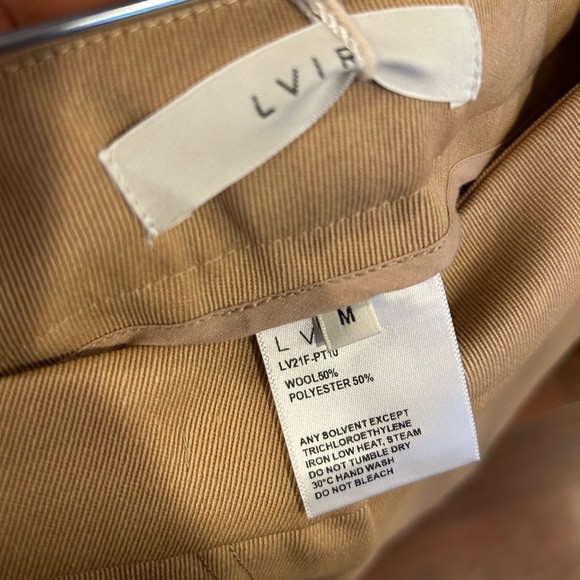 LVIR
M
LV
LV21F-PT10
WOOL50%
POLYESTER 50%
ANY SOLVENT EXCEPT
TRICHLOROETHYLENE
IRON LOW HEAT, STEAM
DO NOT TUMBLE DRY
30°C HAND WASH
DO NOT BLEACH